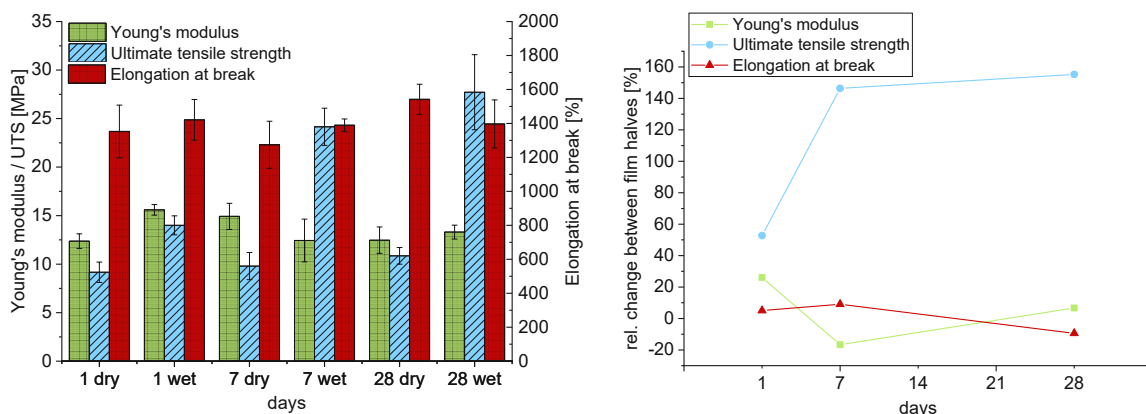 Young's modulus
Ultimate tensile strength
Elongation at break
Young's modulus / UTS [MPa]
35
30
25
20
15
10
5
0
1 dry
1 wet
7 dry
7 wet
28 dry
28 wet
days
2000
1800
1600
1400
1200
1000
800
600
400
200
0
Elongation at break [%]
Young's modulus
Ultimate tensile strength
Elongation at break
rel. change between film halves [%]
160
140
120
100
80
60
40
20
0
-20
1
7
14
21
28
days